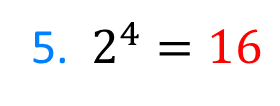 5. 2⁴ = 16